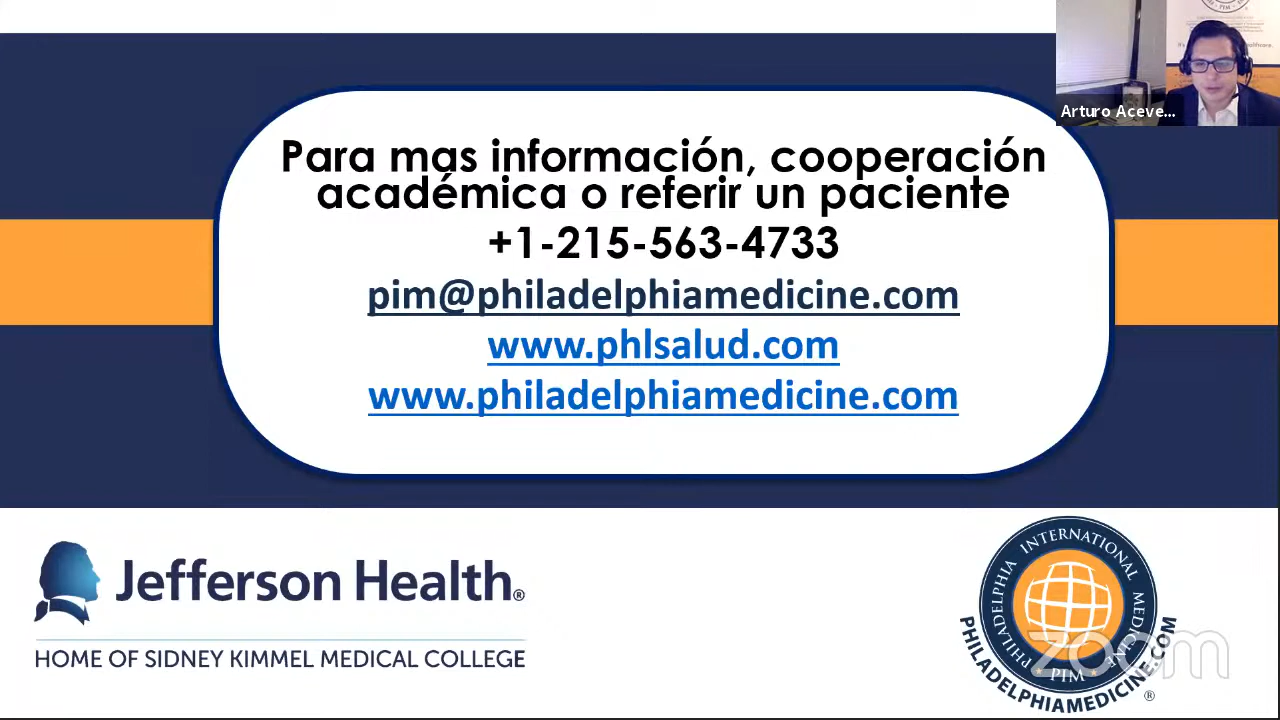 Arturo Aceve...
Para mas información, cooperación
académica o referir un paciente
+1-215-563-4733
pim@philadelphiamedicine.com
www.phlsalud.com
www.philadelphiamedicine.com
Jefferson Health®
HOME OF SIDNEY KIMMEL MEDICAL COLLEGE
PHILADELPHIA INTERNATIONAL MEDICINE
PIM
PHILADELPHIAMEDICINE.COM ®
zoom